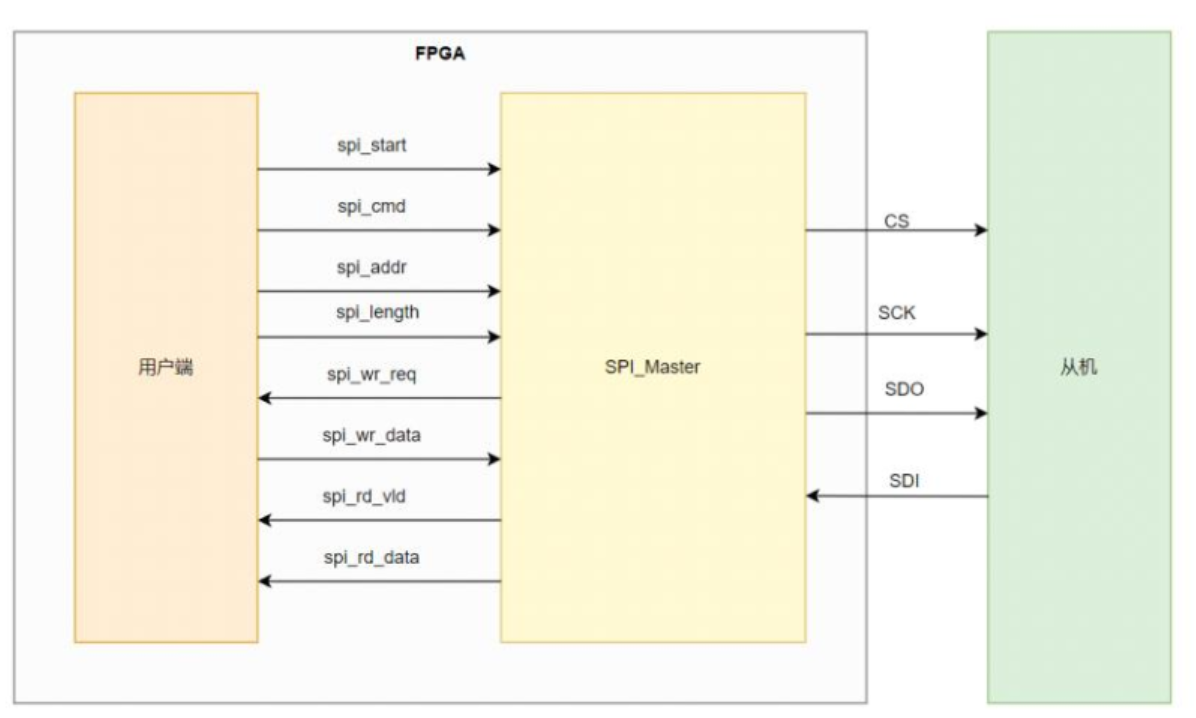 FPGA
spi_start
spi_cmd
spi_addr
spi_length
用户端
spi_wr_req
spi_wr_data
spi_rd_vld
spi_rd_data
SPI_Master
CS
SCK
SDO
SDI
从机